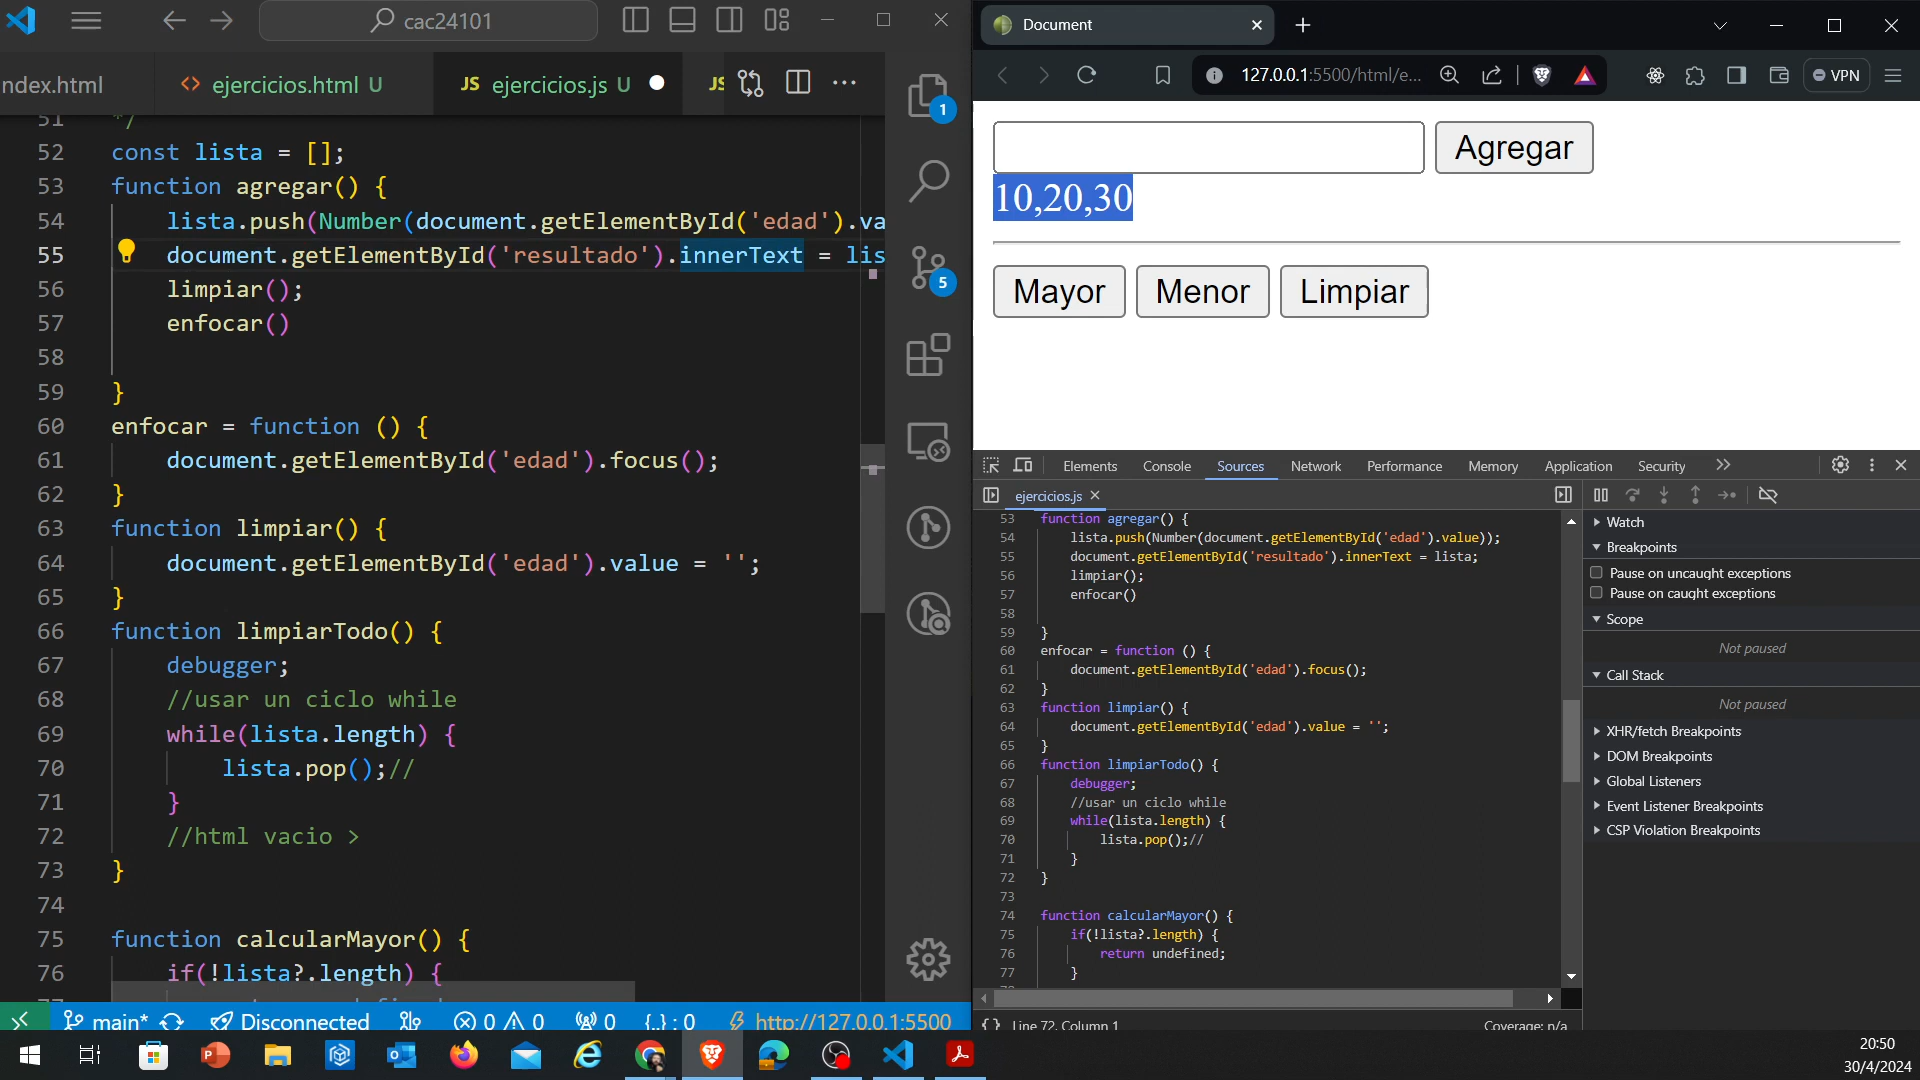 cac24101
ndex.html
<> ejercicios.html U
JS ejercicios.js U
JS
51 */
52 const lista = [];
53 function agregar() {
54 lista.push(Number(document.getElementById('edad').va
55 document.getElementById('resultado').innerText = lis
56 limpiar();
57 enfocar()
58
59 }
60 enfocar = function () {
61 document.getElementById('edad').focus();
62 }
63 function limpiar() {
64 document.getElementById('edad').value = '';
65 }
66 function limpiarTodo() {
67 debugger;
68 //usar un ciclo while
69 while(lista.length) {
70 lista.pop();//
71 }
72 //html vacio >
73 }
74
75 function calcularMayor() {
76 if(!lista?.length) {
1
5
main* Disconnected 0 0 0 {..} : 0 http://127.0.0.1:5500
Document
127.0.0.1:5500/html/e...
VPN
Agregar
10,20,30
Mayor Menor Limpiar
Elements Console Sources Network Performance Memory Application Security
ejercicios.js
53 function agregar() {
54 lista.push(Number(document.getElementById('edad').value));
55 document.getElementById('resultado').innerText = lista;
56 limpiar();
57 enfocar()
58
59 }
60 enfocar = function () {
61 document.getElementById('edad').focus();
62 }
63 function limpiar() {
64 document.getElementById('edad').value = '';
65 }
66 function limpiarTodo() {
67 debugger;
68 //usar un ciclo while
69 while(lista.length) {
70 lista.pop();//
71 }
72 }
73
74 function calcularMayor() {
75 if(!lista?.length) {
76 return undefined;
77 }
Line 72, Column 1
Coverage: n/a
Watch
Breakpoints
Pause on uncaught exceptions
Pause on caught exceptions
Scope
Not paused
Call Stack
Not paused
XHR/fetch Breakpoints
DOM Breakpoints
Global Listeners
Event Listener Breakpoints
CSP Violation Breakpoints
20:50
30/4/2024